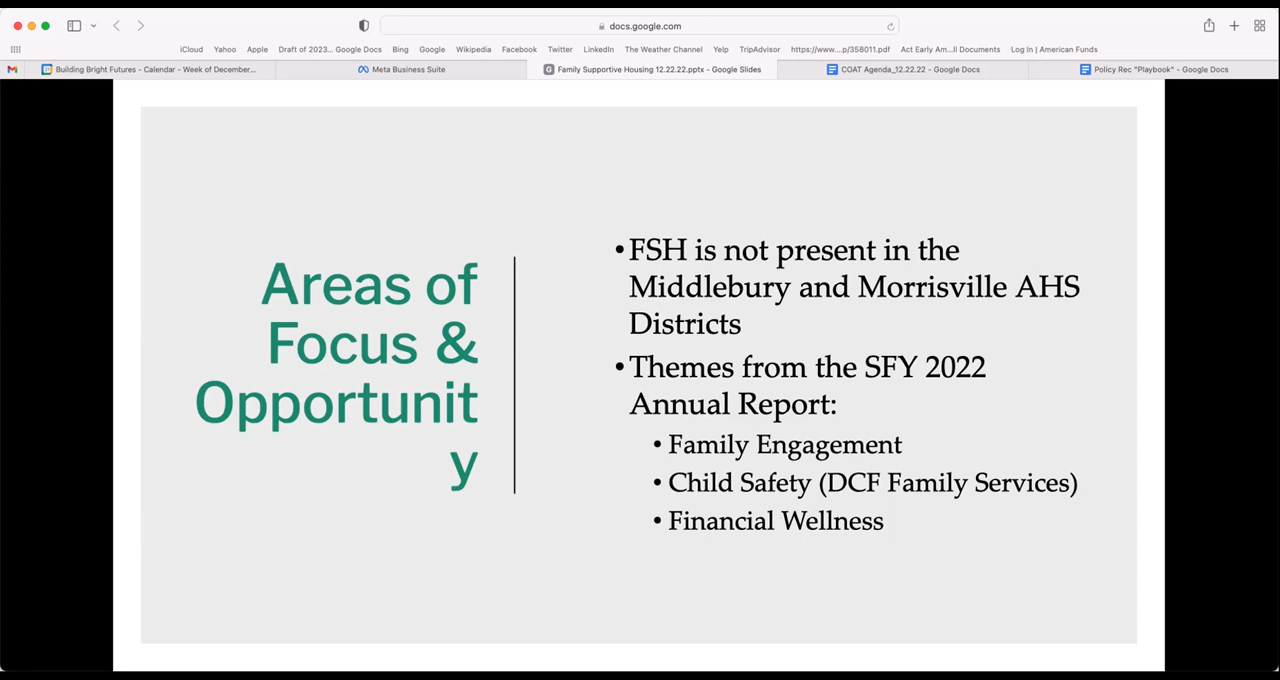 docs.google.com
iCloud Yahoo Apple Draft of 2023... Google Docs Bing Google Wikipedia Facebook Twitter LinkedIn The Weather Channel Yelp TripAdvisor https://www....p/358011.pdf Act Early Am...ll Documents Log In | American Funds
Building Bright Futures - Calendar - Week of December... Meta Business Suite Family Supportive Housing 12.22.22.pptx - Google Slides COAT Agenda_12.22.22 - Google Docs Policy Rec "Playbook" - Google Docs
Areas of
Focus &
Opportunit
y
•FSH is not present in the
Middlebury and Morrisville AHS
Districts
•Themes from the SFY 2022
Annual Report:
• Family Engagement
• Child Safety (DCF Family Services)
• Financial Wellness